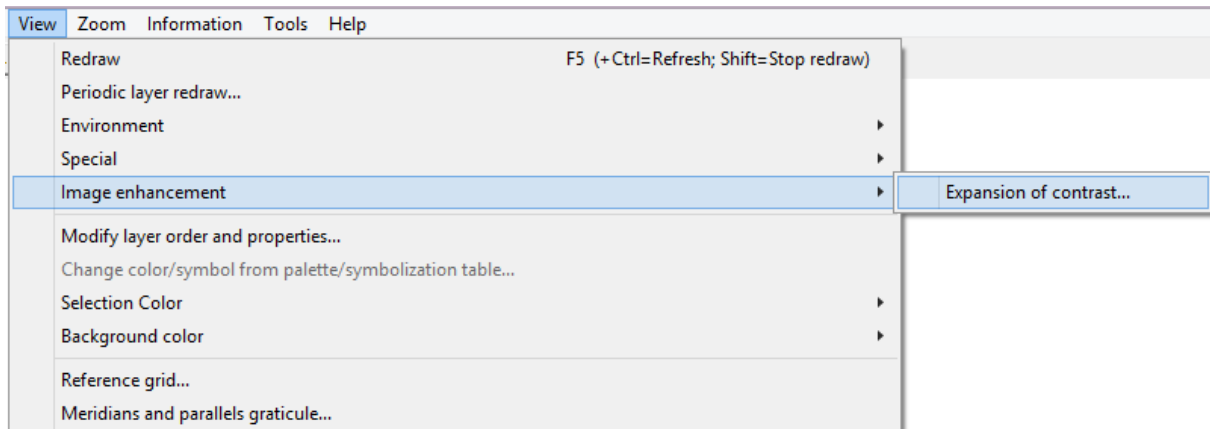 View Zoom Information Tools Help
Redraw F5 (+Ctrl=Refresh; Shift=Stop redraw)
Periodic layer redraw...
Environment
Special
Image enhancement Expansion of contrast...
Modify layer order and properties...
Change color/symbol from palette/symbolization table...
Selection Color
Background color
Reference grid...
Meridians and parallels graticule...